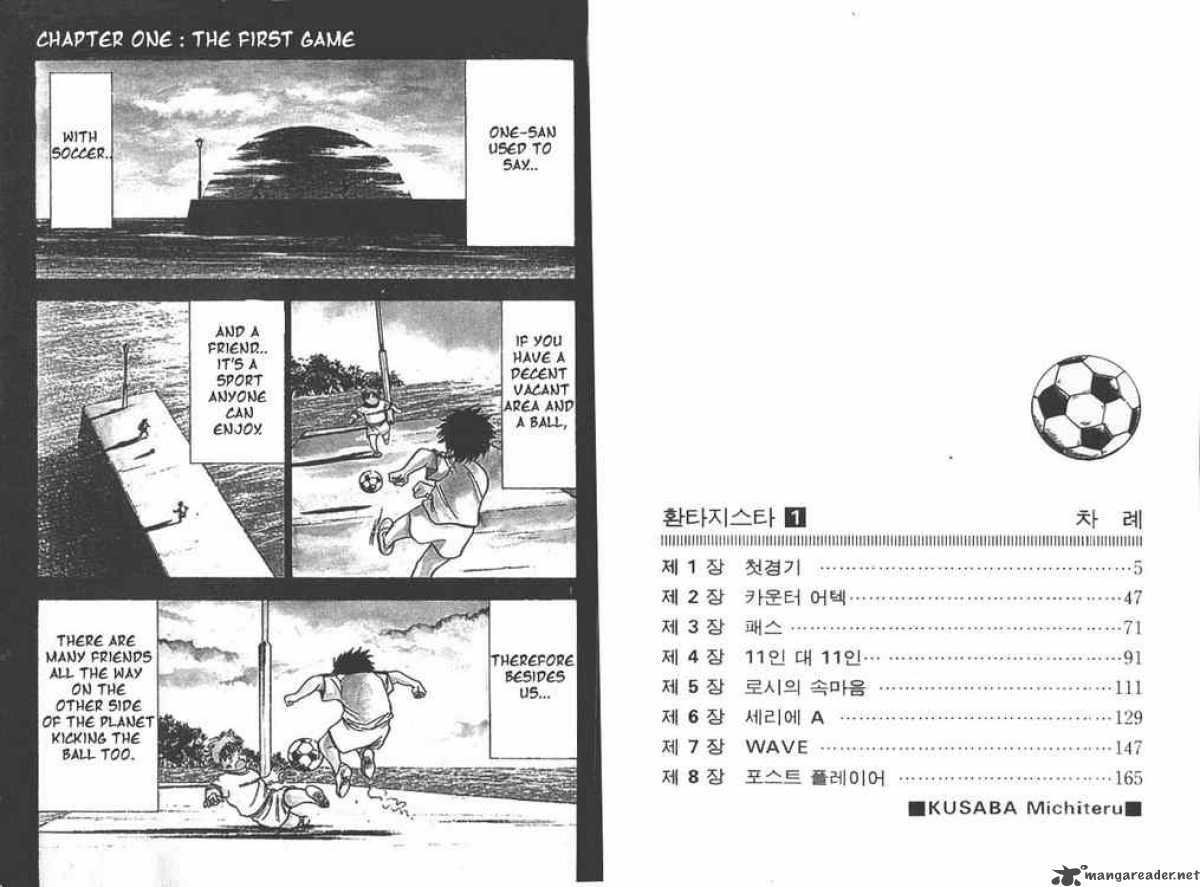 CHAPTER ONE : THE FIRST GAME
ONE-SAN
USED TO
SAY...
WITH
SOCCER..
IF YOU
HAVE A
DECENT
VACANT
AREA AND
A BALL,
AND A
FRIEND..
IT'S A
SPORT
ANYONE
CAN
ENJOY.
THEREFORE
BESIDES
US...
THERE ARE
MANY FRIENDS
ALL THE WAY
ON THE
OTHER SIDE
OF THE PLANET
KICKING THE
BALL TOO.
환타지스타 1 차 례
제 1 장 첫경기 5
제 2 장 카운터 어텍 47
제 3 장 패스 71
제 4 장 11인 대 11인 91
제 5 장 로시의 속마음 111
제 6 장 세리에 A 129
제 7 장 WAVE 147
제 8 장 포스트 플레이어 165
■KUSABA Michiteru■
mangareader.net